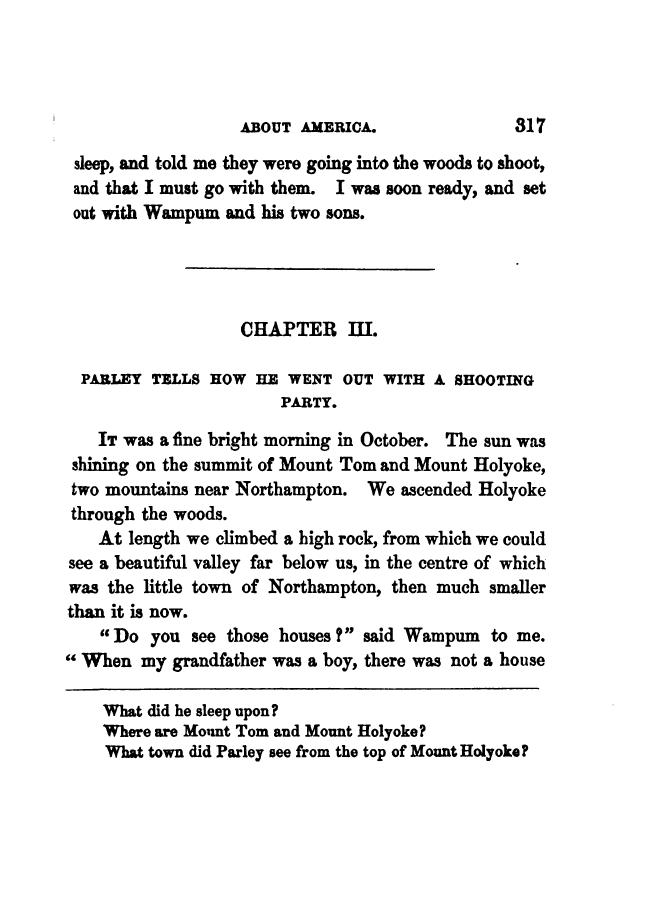 ABOUT AMERICA. 317
sleep, and told me they were going into the woods to shoot,
and that I must go with them. I was soon ready, and set
out with Wampum and his two sons.
CHAPTER III.
PARLEY TELLS HOW HE WENT OUT WITH A SHOOTING
PARTY.
It was a fine bright morning in October. The sun was
shining on the summit of Mount Tom and Mount Holyoke,
two mountains near Northampton. We ascended Holyoke
through the woods.
At length we climbed a high rock, from which we could
see a beautiful valley far below us, in the centre of which
was the little town of Northampton, then much smaller
than it is now.
“Do you see those houses?” said Wampum to me.
“When my grandfather was a boy, there was not a house
What did he sleep upon?
Where are Mount Tom and Mount Holyoke?
What town did Parley see from the top of Mount Holyoke?